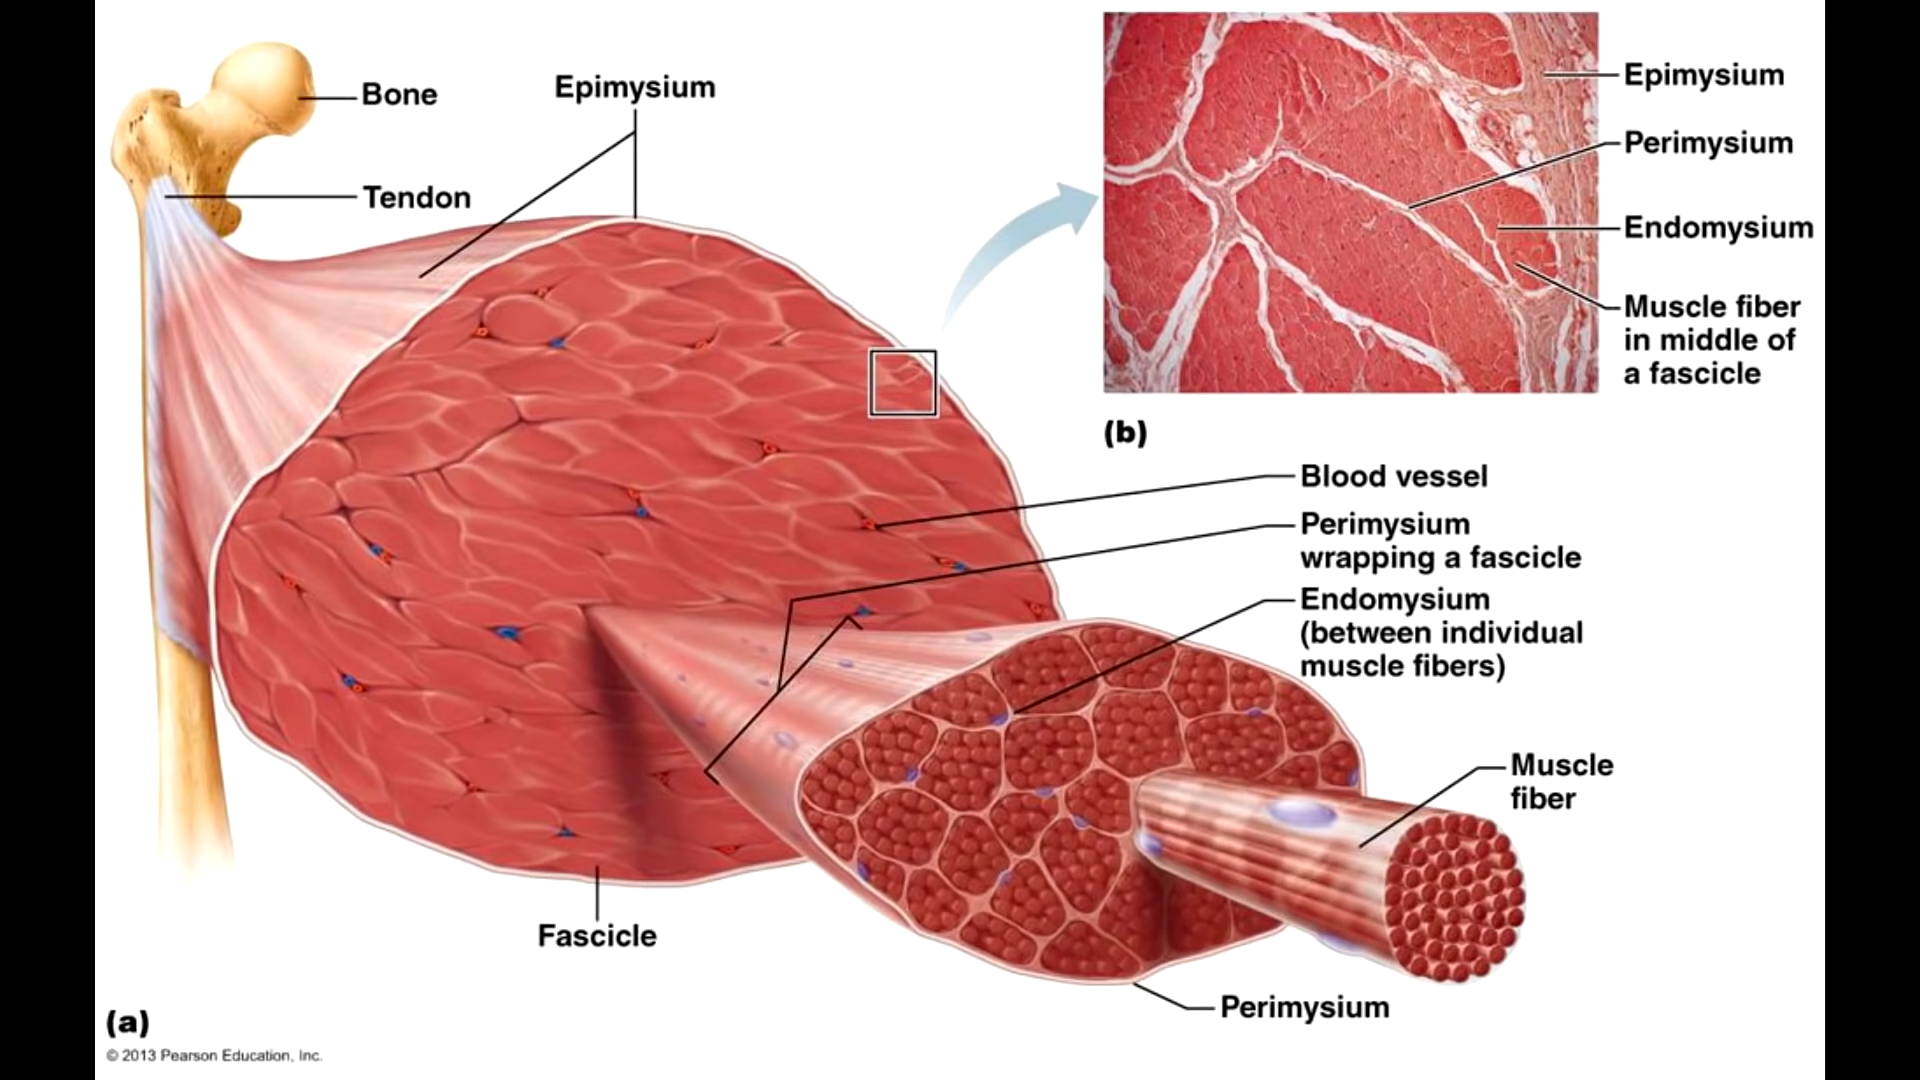 Bone
Epimysium
Tendon
Epimysium
Perimysium
Endomysium
Muscle fiber
in middle of
a fascicle
(b)
Blood vessel
Perimysium
wrapping a fascicle
Endomysium
(between individual
muscle fibers)
Muscle
fiber
Fascicle
Perimysium
(a)
© 2013 Pearson Education, Inc.